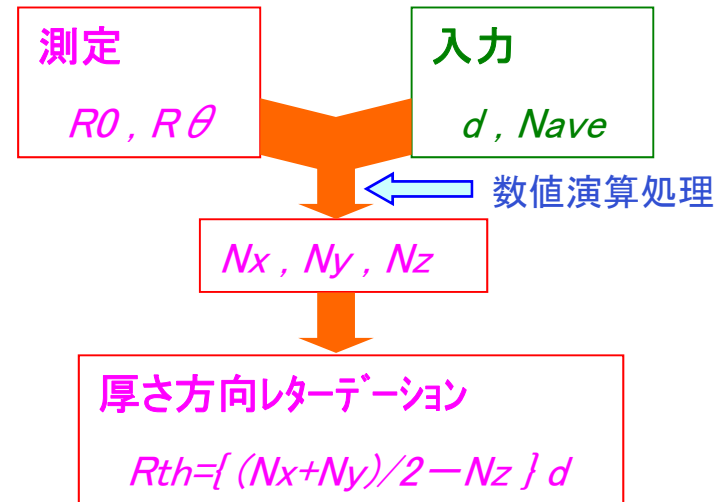 測定
R0 , Rθ
入力
d , Nave
数値演算処理
Nx , Ny , Nz
厚さ方向ﾚﾀｰﾃﾞｰｼｮﾝ
Rth={ (Nx+Ny)/2－Nz } d